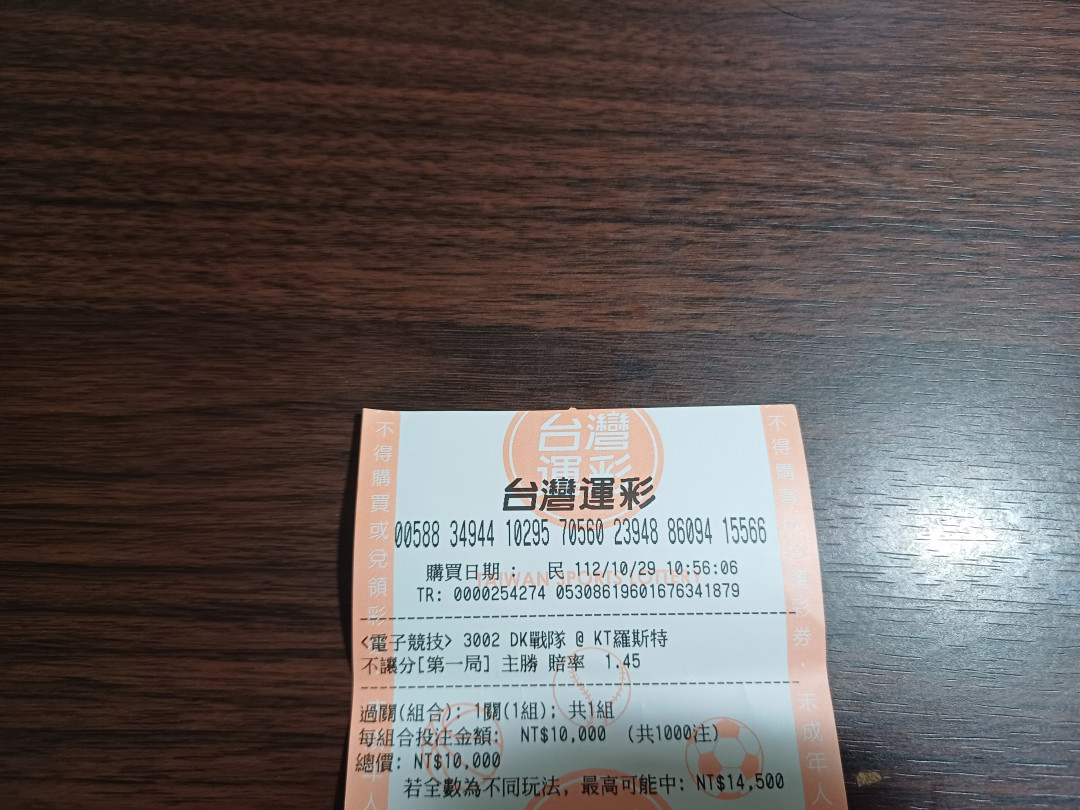 台灣
運彩
台灣運彩
00588 34944 10295 70560 23948 86094 15566
購買日期 : 民 112/10/29 10:56:06
TAIWAN SPORTS LOTTERY
TR: 0000254274 05308619601676341879
<電子競技> 3002 DK戰隊 @ KT羅斯特
不讓分[第一局] 主勝 賠率 1.45
過關(組合): 1關(1組); 共1組
每組合投注金額: NT$10,000 (共1000注)
總價: NT$10,000
若全數為不同玩法, 最高可能中: NT$14,500
不得購買或兌領彩
人
不得購
券.未成年人